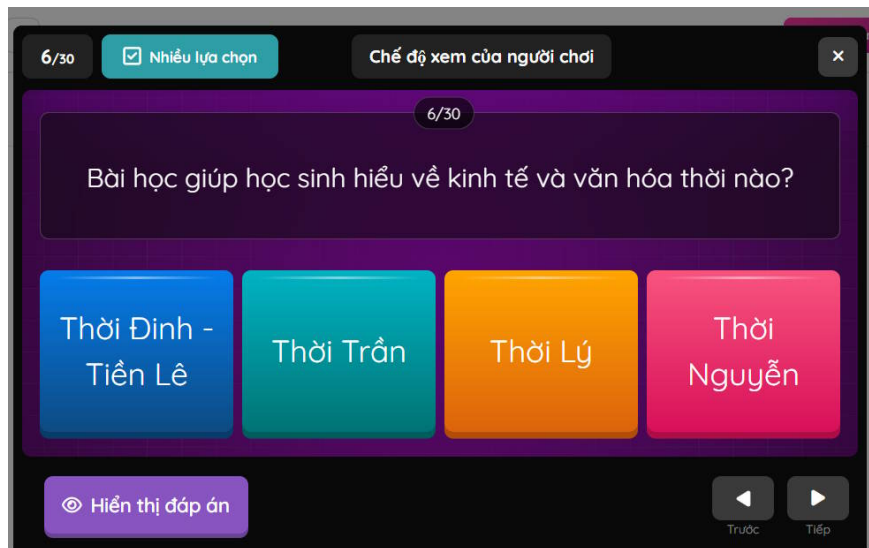 6/30
Nhiều lựa chọn
Chế độ xem của người chơi
×
6/30
Bài học giúp học sinh hiểu về kinh tế và văn hóa thời nào?
Thời Đinh -
Tiền Lê
Thời Trần
Thời Lý
Thời
Nguyễn
Hiển thị đáp án
Trước
Tiếp